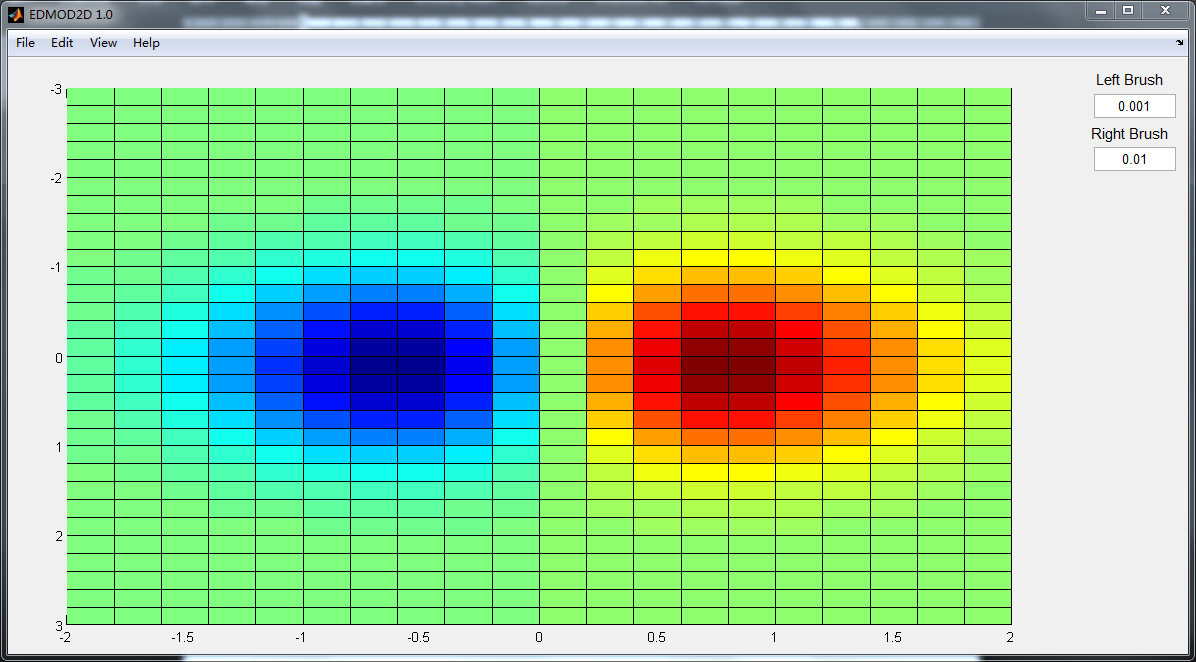 EDMOD2D 1.0
File Edit View Help
Left Brush
0.001
Right Brush
0.01
-3
-2
-1
0
1
2
3
-2 -1.5 -1 -0.5 0 0.5 1 1.5 2